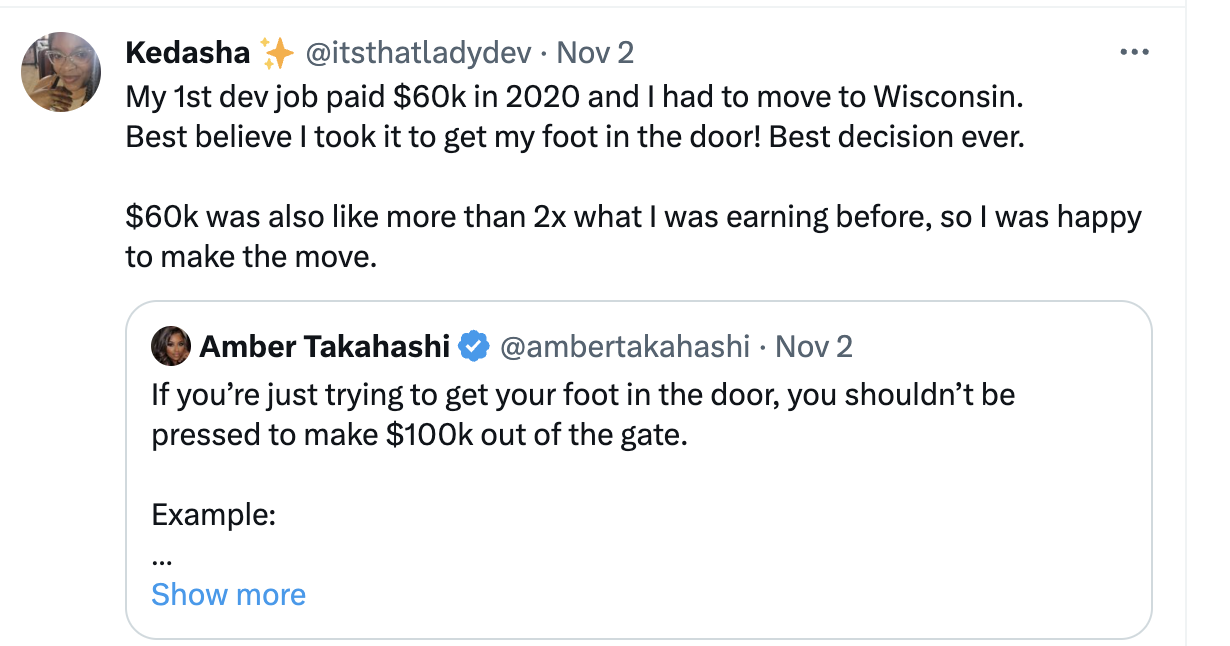 Kedasha ✨ @itsthatladydev · Nov 2
My 1st dev job paid $60k in 2020 and I had to move to Wisconsin.
Best believe I took it to get my foot in the door! Best decision ever.
$60k was also like more than 2x what I was earning before, so I was happy
to make the move.
Amber Takahashi @ambertakahashi · Nov 2
If you’re just trying to get your foot in the door, you shouldn’t be
pressed to make $100k out of the gate.
Example:
...
Show more